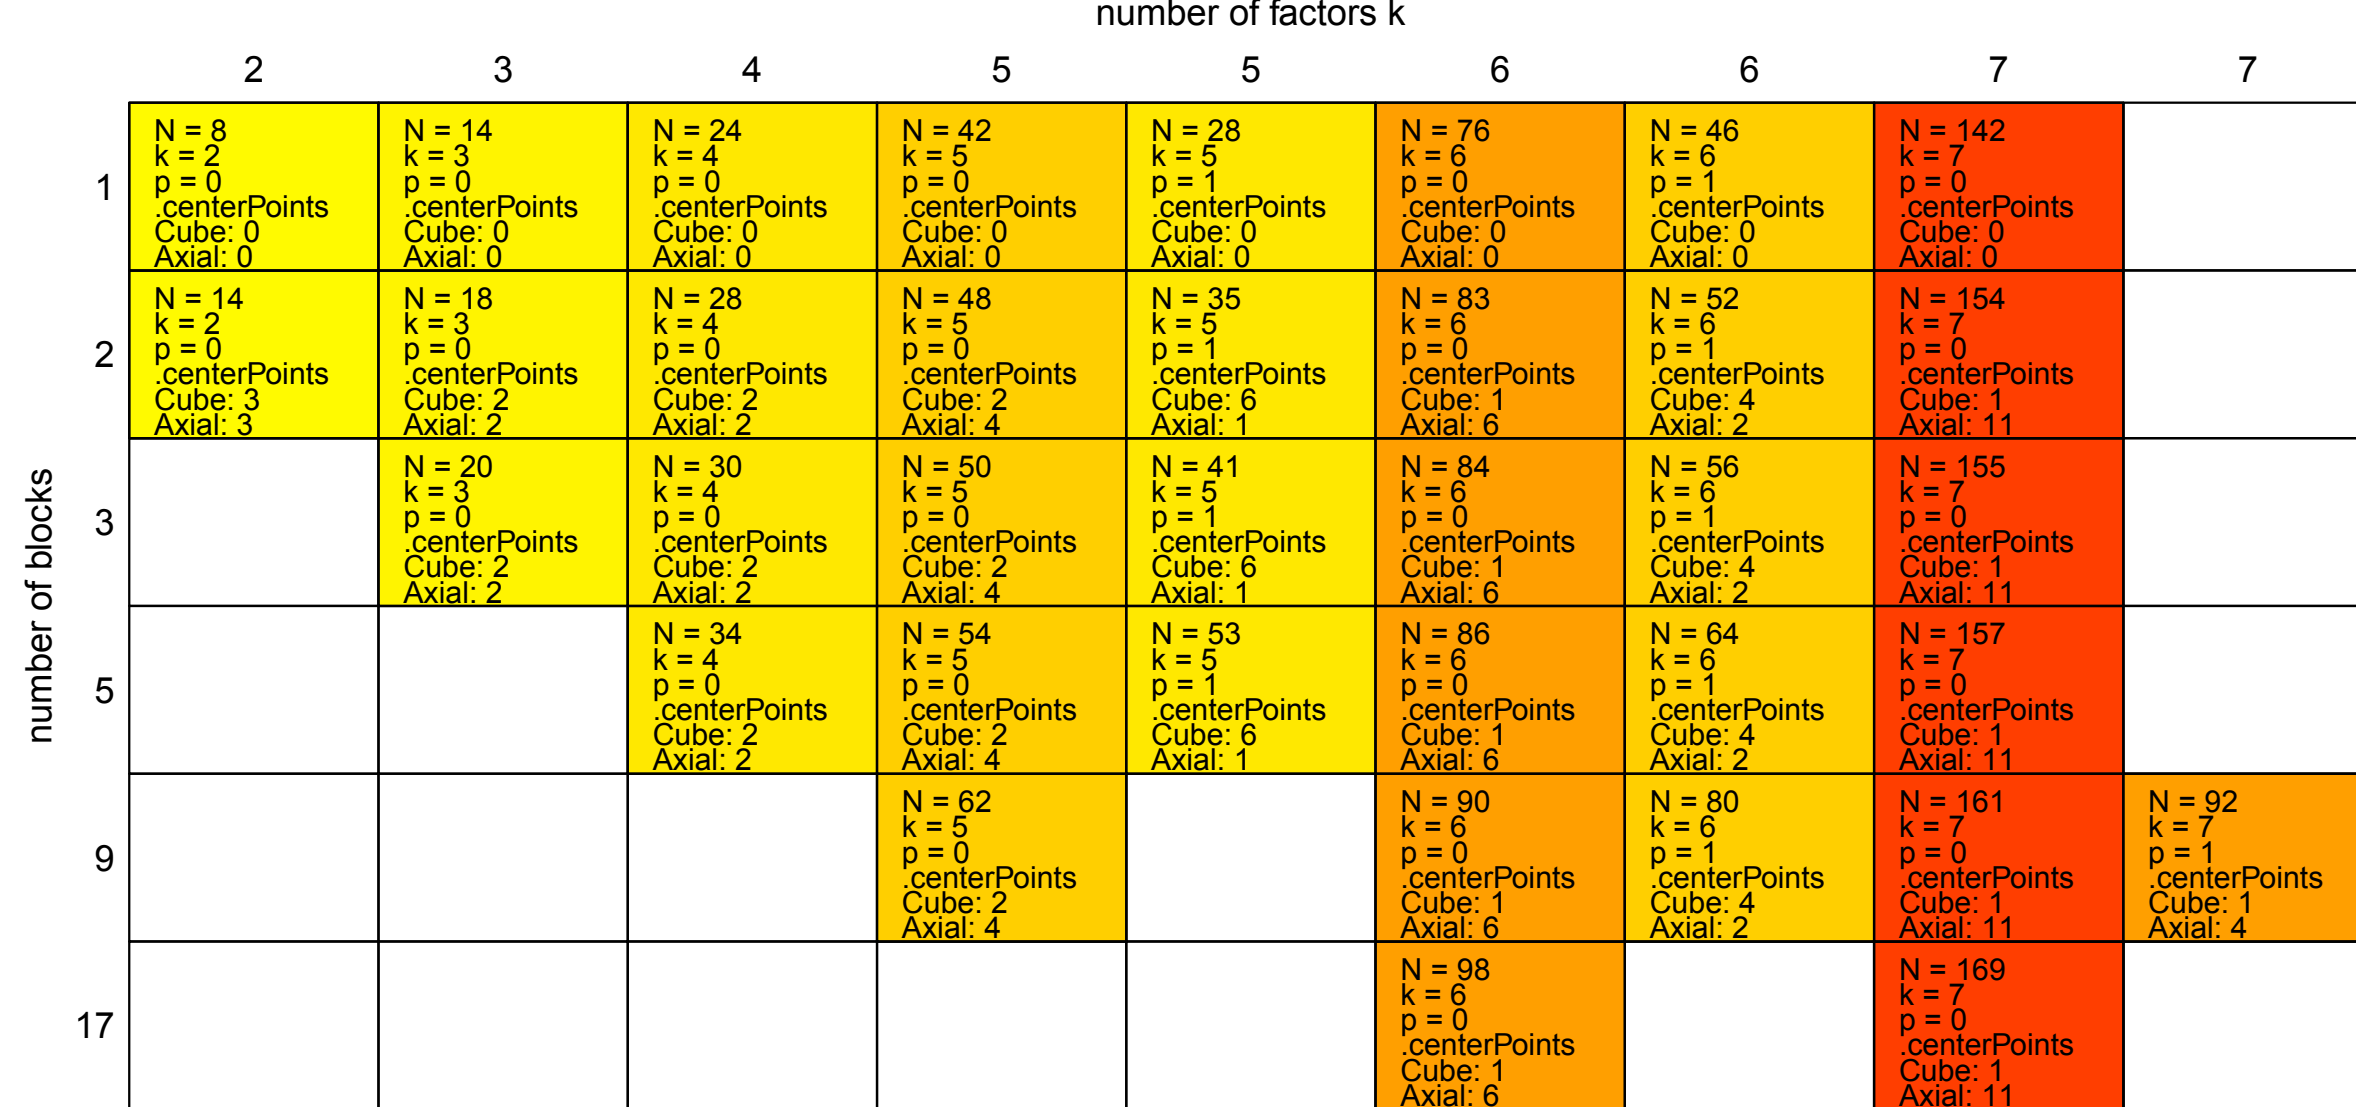 number of factors k
2 3 4 5 5 6 6 7 7
number of blocks
1
N = 8
k = 2
p = 0
.centerPoints
Cube: 0
Axial: 0
N = 14
k = 3
p = 0
.centerPoints
Cube: 0
Axial: 0
N = 24
k = 4
p = 0
.centerPoints
Cube: 0
Axial: 0
N = 42
k = 5
p = 0
.centerPoints
Cube: 0
Axial: 0
N = 28
k = 5
p = 1
.centerPoints
Cube: 0
Axial: 0
N = 76
k = 6
p = 0
.centerPoints
Cube: 0
Axial: 0
N = 46
k = 6
p = 1
.centerPoints
Cube: 0
Axial: 0
N = 142
k = 7
p = 0
.centerPoints
Cube: 0
Axial: 0
2
N = 14
k = 2
p = 0
.centerPoints
Cube: 3
Axial: 3
N = 18
k = 3
p = 0
.centerPoints
Cube: 2
Axial: 2
N = 28
k = 4
p = 0
.centerPoints
Cube: 2
Axial: 2
N = 48
k = 5
p = 0
.centerPoints
Cube: 2
Axial: 4
N = 35
k = 5
p = 1
.centerPoints
Cube: 6
Axial: 1
N = 83
k = 6
p = 0
.centerPoints
Cube: 1
Axial: 6
N = 52
k = 6
p = 1
.centerPoints
Cube: 4
Axial: 2
N = 154
k = 7
p = 0
.centerPoints
Cube: 1
Axial: 11
3
N = 20
k = 3
p = 0
.centerPoints
Cube: 2
Axial: 2
N = 30
k = 4
p = 0
.centerPoints
Cube: 2
Axial: 2
N = 50
k = 5
p = 0
.centerPoints
Cube: 2
Axial: 4
N = 41
k = 5
p = 1
.centerPoints
Cube: 6
Axial: 1
N = 84
k = 6
p = 0
.centerPoints
Cube: 1
Axial: 6
N = 56
k = 6
p = 1
.centerPoints
Cube: 4
Axial: 2
N = 155
k = 7
p = 0
.centerPoints
Cube: 1
Axial: 11
5
N = 34
k = 4
p = 0
.centerPoints
Cube: 2
Axial: 2
N = 54
k = 5
p = 0
.centerPoints
Cube: 2
Axial: 4
N = 53
k = 5
p = 1
.centerPoints
Cube: 6
Axial: 1
N = 86
k = 6
p = 0
.centerPoints
Cube: 1
Axial: 6
N = 64
k = 6
p = 1
.centerPoints
Cube: 4
Axial: 2
N = 157
k = 7
p = 0
.centerPoints
Cube: 1
Axial: 11
9
N = 62
k = 5
p = 0
.centerPoints
Cube: 2
Axial: 4
N = 90
k = 6
p = 0
.centerPoints
Cube: 1
Axial: 6
N = 80
k = 6
p = 1
.centerPoints
Cube: 4
Axial: 2
N = 161
k = 7
p = 0
.centerPoints
Cube: 1
Axial: 11
N = 92
k = 7
p = 1
.centerPoints
Cube: 1
Axial: 4
17
N = 98
k = 6
p = 0
.centerPoints
Cube: 1
Axial: 6
N = 169
k = 7
p = 0
.centerPoints
Cube: 1
Axial: 11